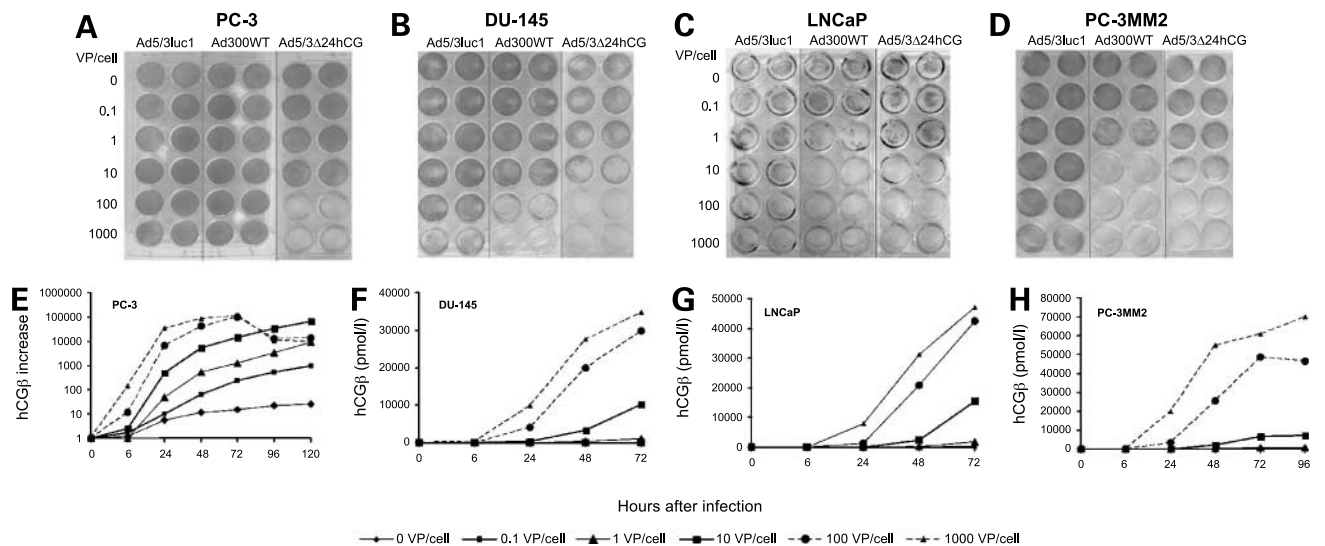 A
PC-3
Ad5/3luc1 Ad300WT Ad5/3Δ24hCG
VP/cell
0
0.1
1
10
100
1000
B
DU-145
Ad5/3luc1 Ad300WT Ad5/3Δ24hCG
C
LNCaP
Ad5/3luc1 Ad300WT Ad5/3Δ24hCG
VP/cell
0
0.1
1
10
100
1000
D
PC-3MM2
Ad5/3luc1 Ad300WT Ad5/3Δ24hCG
E
PC-3
hCGβ increase
1000000
100000
10000
1000
100
10
1
0 6 24 48 72 96 120
F
DU-145
hCGβ (pmol/l)
40000
30000
20000
10000
0
0 6 24 48 72
G
LNCaP
hCGβ (pmol/l)
50000
40000
30000
20000
10000
0
0 6 24 48 72
H
PC-3MM2
hCGβ (pmol/l)
80000
70000
60000
50000
40000
30000
20000
10000
0
0 6 24 48 72 96
Hours after infection
0 VP/cell 0.1 VP/cell 1 VP/cell 10 VP/cell 100 VP/cell 1000 VP/cell